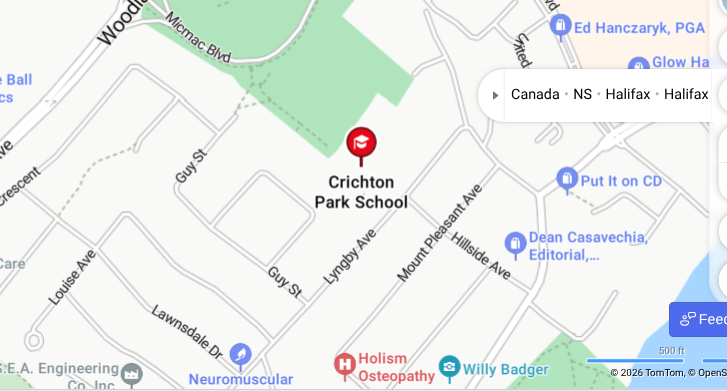 Woodla
Micmac Blvd
Ed Hanczaryk, PGA
Glow Ha
Canada • NS • Halifax • Halifax
e Ball
cs
Ave
Crescent
Guy St
Crichton
Park School
Put It on CD
Mount Pleasant Ave
Hillside Ave
Dean Casavechia,
Editorial,...
Lyngby Ave
Guy St
Care
Louise Ave
Lawnsdale Dr
Feed
500 ft
S.E.A. Engineering
Co. Inc
Neuromuscular
Holism
Osteopathy
Willy Badger
© 2026 TomTom, © OpenS